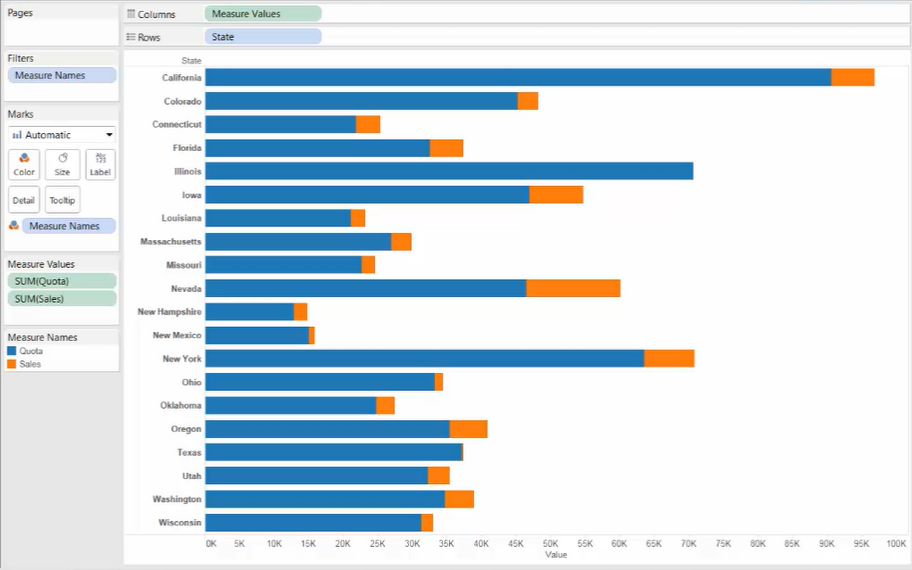 Pages
Columns
Measure Values
Rows
State
Filters
Measure Names
Marks
Automatic
Color
Size
Label
Detail
Tooltip
Measure Names
Measure Values
SUM(Quota)
SUM(Sales)
Measure Names
Quota
Sales
State
California
Colorado
Connecticut
Florida
Illinois
Iowa
Louisiana
Massachusetts
Missouri
Nevada
New Hampshire
New Mexico
New York
Ohio
Oklahoma
Oregon
Texas
Utah
Washington
Wisconsin
0K 5K 10K 15K 20K 25K 30K 35K 40K 45K 50K 55K 60K 65K 70K 75K 80K 85K 90K 95K 100K
Value